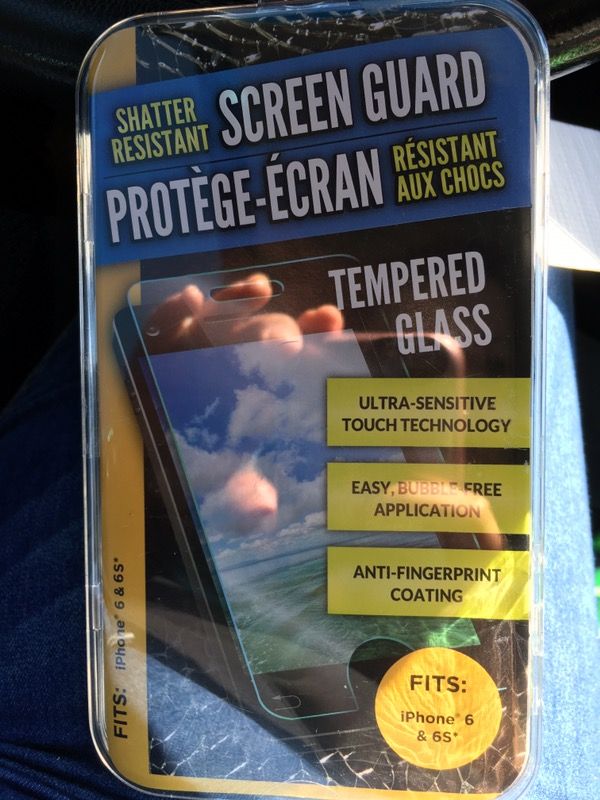 SHATTER
RESISTANT
SCREEN GUARD
PROTÈGE-ÉCRAN
RÉSISTANT
AUX CHOCS
TEMPERED
GLASS
ULTRA-SENSITIVE
TOUCH TECHNOLOGY
EASY, BUBBLE-FREE
APPLICATION
ANTI-FINGERPRINT
COATING
FITS:
iPhone® 6
& 6S*
FITS: iPhone® 6 & 6S*